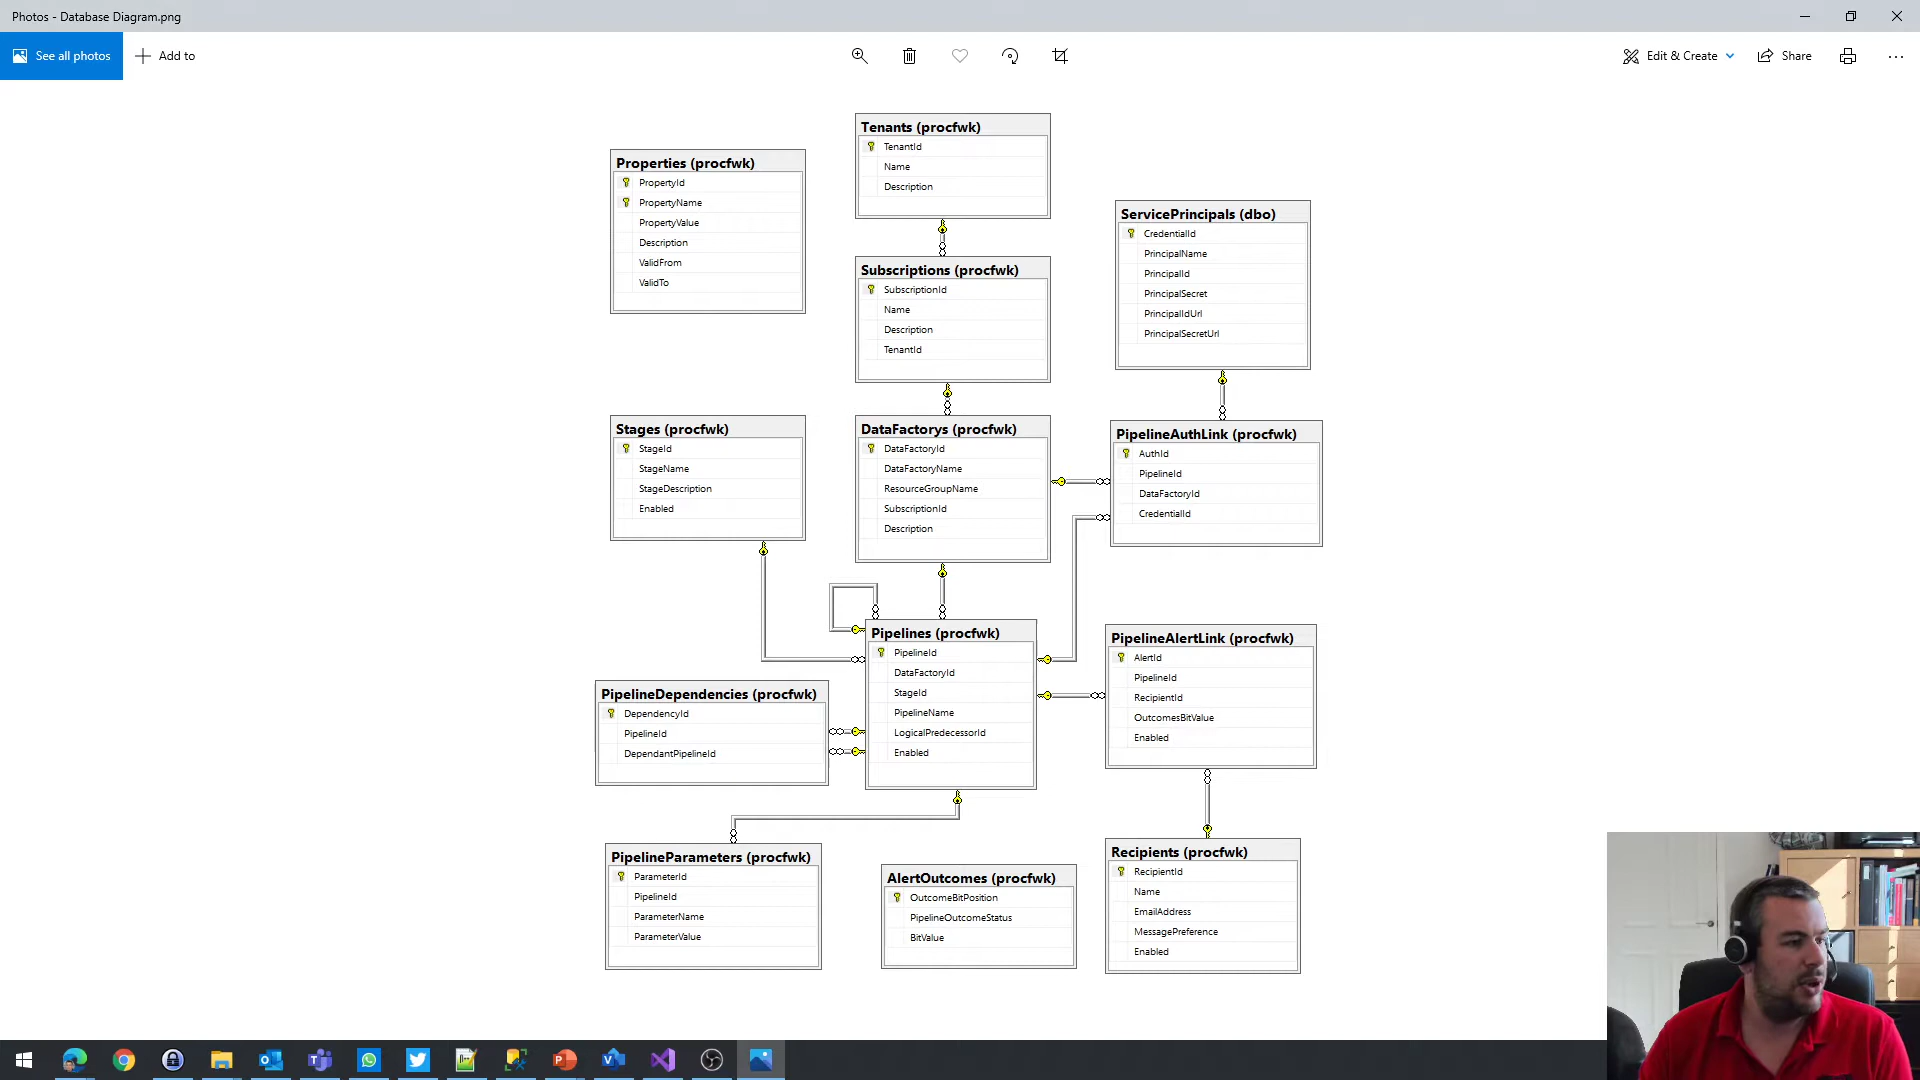 Photos - Database Diagram.png
See all photos
Add to
Edit & Create
Share
Tenants (procfwk)
TenantId
Name
Description
Properties (procfwk)
PropertyId
PropertyName
PropertyValue
Description
ValidFrom
ValidTo
ServicePrincipals (dbo)
CredentialId
PrincipalName
PrincipalId
PrincipalSecret
PrincipalIdUrl
PrincipalSecretUrl
Subscriptions (procfwk)
SubscriptionId
Name
Description
TenantId
Stages (procfwk)
StageId
StageName
StageDescription
Enabled
DataFactorys (procfwk)
DataFactoryId
DataFactoryName
ResourceGroupName
SubscriptionId
Description
PipelineAuthLink (procfwk)
AuthId
PipelineId
DataFactoryId
CredentialId
Pipelines (procfwk)
PipelineId
DataFactoryId
StageId
PipelineName
LogicalPredecessorId
Enabled
PipelineAlertLink (procfwk)
AlertId
PipelineId
RecipientId
OutcomesBitValue
Enabled
PipelineDependencies (procfwk)
DependencyId
PipelineId
DependantPipelineId
PipelineParameters (procfwk)
ParameterId
PipelineId
ParameterName
ParameterValue
AlertOutcomes (procfwk)
OutcomeBitPosition
PipelineOutcomeStatus
BitValue
Recipients (procfwk)
RecipientId
Name
EmailAddress
MessagePreference
Enabled